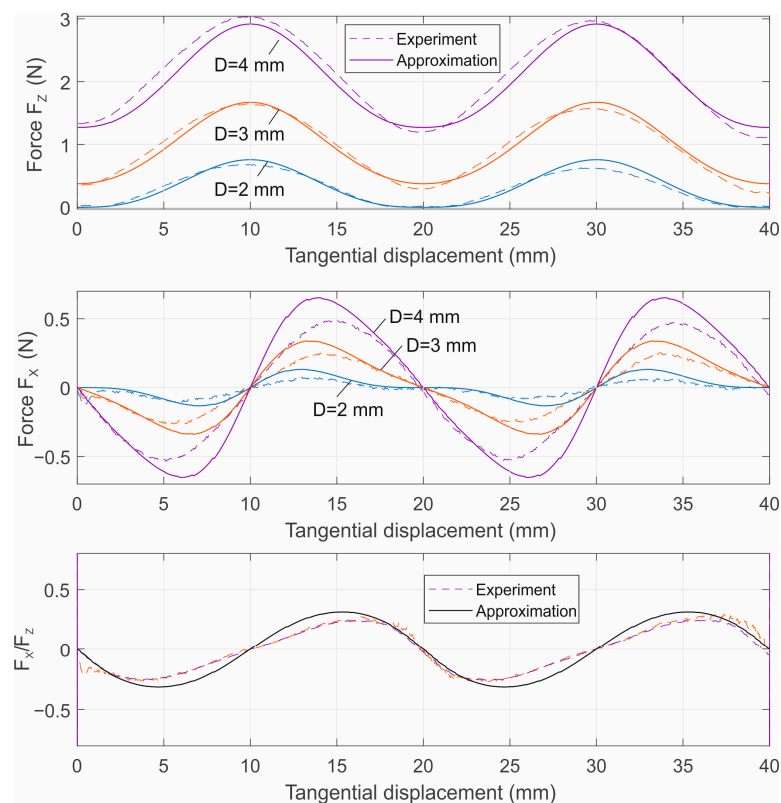 Force F_z (N)
3
2
1
0
D=4 mm
D=3 mm
D=2 mm
Experiment
Approximation
0 5 10 15 20 25 30 35 40
Tangential displacement (mm)
Force F_x (N)
0.5
0
−0.5
D=4 mm
D=3 mm
D=2 mm
0 5 10 15 20 25 30 35 40
Tangential displacement (mm)
F_x/F_z
0.5
0
−0.5
Experiment
Approximation
0 5 10 15 20 25 30 35 40
Tangential displacement (mm)